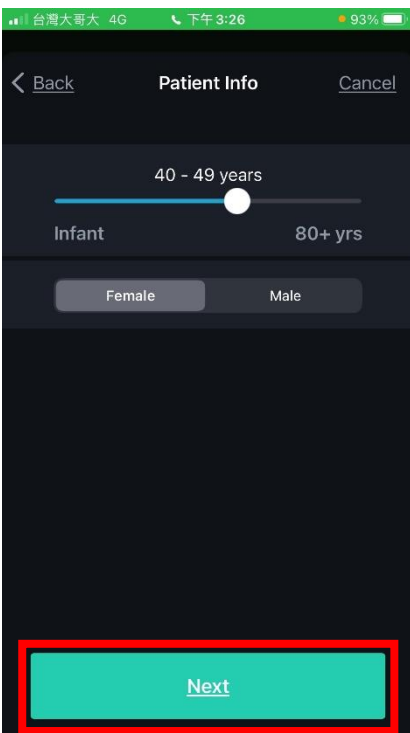 台灣大哥大 4G 下午3:26 93%
Back Patient Info Cancel
40 - 49 years
Infant 80+ yrs
Female Male
Next